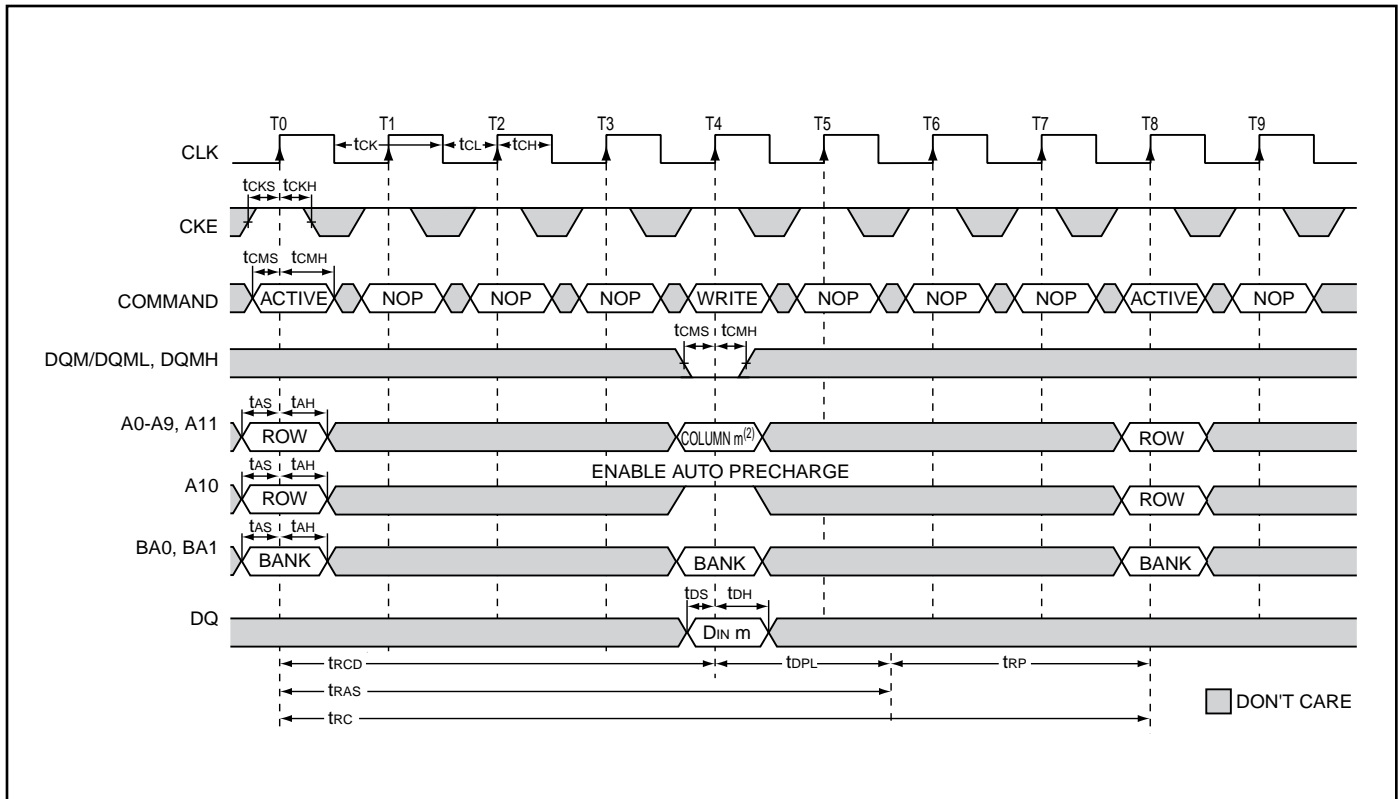 T0 T1 T2 T3 T4 T5 T6 T7 T8 T9
CLK tCK tCL tCH
tCKS tCKH
CKE
tCMS tCMH
COMMAND ACTIVE NOP NOP NOP WRITE NOP NOP NOP ACTIVE NOP
tCMS tCMH
DQM/DQML, DQMH
tAS tAH
A0-A9, A11 ROW COLUMN m(2) ROW
tAS tAH ENABLE AUTO PRECHARGE
A10 ROW ROW
tAS tAH
BA0, BA1 BANK BANK BANK
tDS tDH
DQ DIN m
tRCD tDPL tRP
tRAS
tRC
DON'T CARE